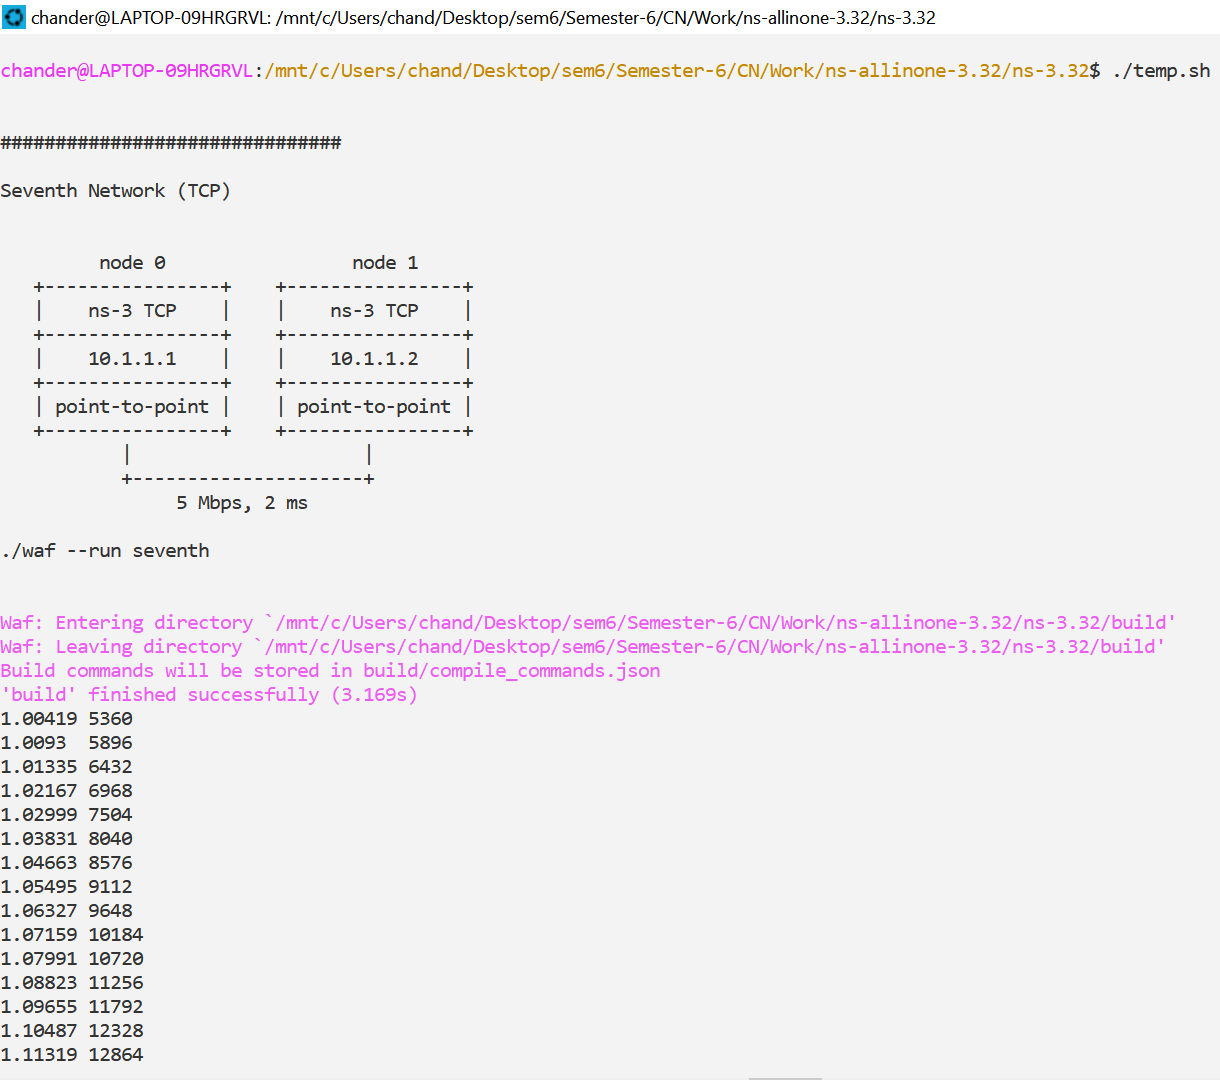 chander@LAPTOP-09HRGRVL: /mnt/c/Users/chand/Desktop/sem6/Semester-6/CN/Work/ns-allinone-3.32/ns-3.32
chander@LAPTOP-09HRGRVL:/mnt/c/Users/chand/Desktop/sem6/Semester-6/CN/Work/ns-allinone-3.32/ns-3.32$ ./temp.sh
###############################
Seventh Network (TCP)
         node 0                 node 1
   +----------------+    +----------------+
   |    ns-3 TCP    |    |    ns-3 TCP    |
   +----------------+    +----------------+
   |    10.1.1.1    |    |    10.1.1.2    |
   +----------------+    +----------------+
   | point-to-point |    | point-to-point |
   +----------------+    +----------------+
           |                     |
           +---------------------+
                5 Mbps, 2 ms
./waf --run seventh
Waf: Entering directory `/mnt/c/Users/chand/Desktop/sem6/Semester-6/CN/Work/ns-allinone-3.32/ns-3.32/build'
Waf: Leaving directory `/mnt/c/Users/chand/Desktop/sem6/Semester-6/CN/Work/ns-allinone-3.32/ns-3.32/build'
Build commands will be stored in build/compile_commands.json
'build' finished successfully (3.169s)
1.00419 5360
1.0093  5896
1.01335 6432
1.02167 6968
1.02999 7504
1.03831 8040
1.04663 8576
1.05495 9112
1.06327 9648
1.07159 10184
1.07991 10720
1.08823 11256
1.09655 11792
1.10487 12328
1.11319 12864